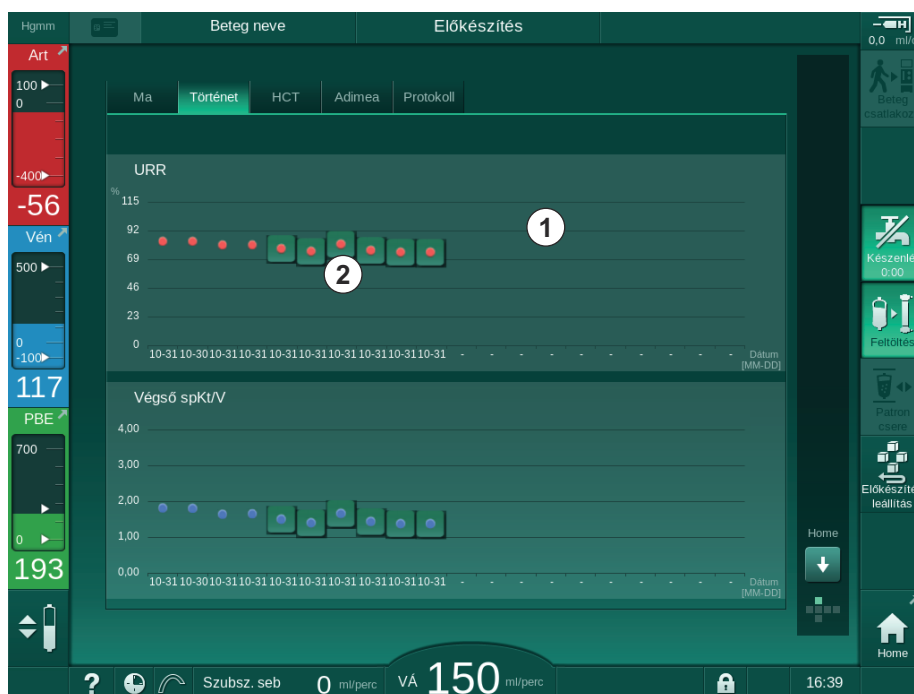 Hgmm
Beteg neve
Előkészítés
0,0 ml/
Art
100
0
-400
-56
Vén
500
0
-100
117
PBE
700
0
193
Ma
Történet
HCT
Adimea
Protokoll
URR
%
115
92
69
46
23
0
10-31 10-30 10-31 10-31 10-31 10-31 10-31 10-31 10-31 10-31 - - - - - - - - - - Dátum
[MM-DD]
1
2
Végső spKt/V
4,00
3,00
2,00
1,00
0,00
10-31 10-30 10-31 10-31 10-31 10-31 10-31 10-31 10-31 10-31 - - - - - - - - - - Dátum
[MM-DD]
Home
Beteg
csatlakoz
Készenlé
0:00
Feltöltés
Patron
csere
Előkészíté
leállítás
Home
?
Szubsz. seb
0 ml/perc
VÁ 150 ml/perc
16:39